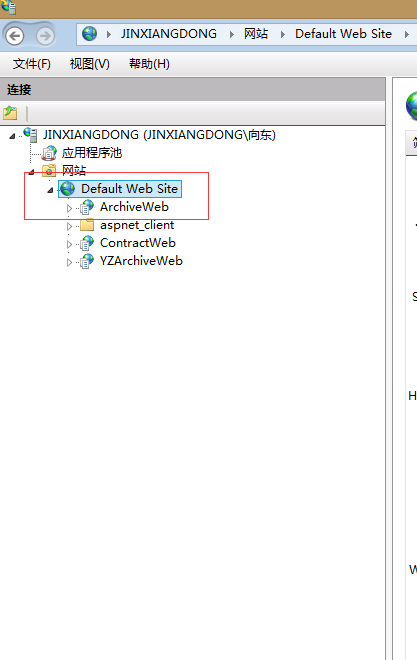 JINXIANGDONG 网站 Default Web Site
文件(F) 视图(V) 帮助(H)
连接
JINXIANGDONG (JINXIANGDONG\向东)
应用程序池
网站
Default Web Site
ArchiveWeb
aspnet_client
ContractWeb
YZArchiveWeb
S
H
W